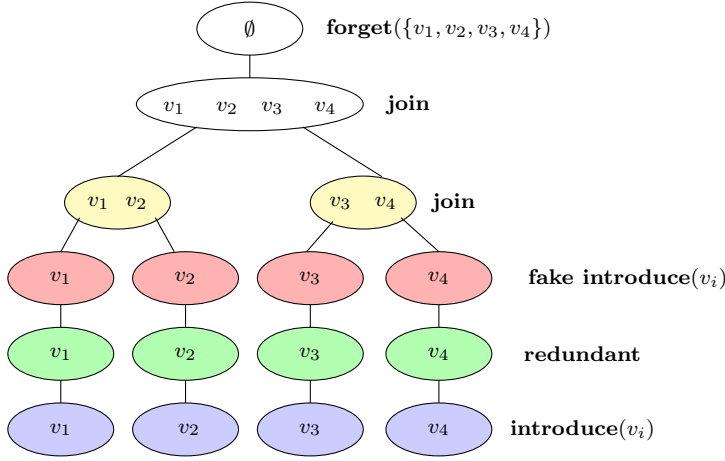 ∅ forget({v₁, v₂, v₃, v₄})
v₁ v₂ v₃ v₄ join
v₁ v₂ v₃ v₄ join
v₁ v₂ v₃ v₄ fake introduce(vᵢ)
v₁ v₂ v₃ v₄ redundant
v₁ v₂ v₃ v₄ introduce(vᵢ)